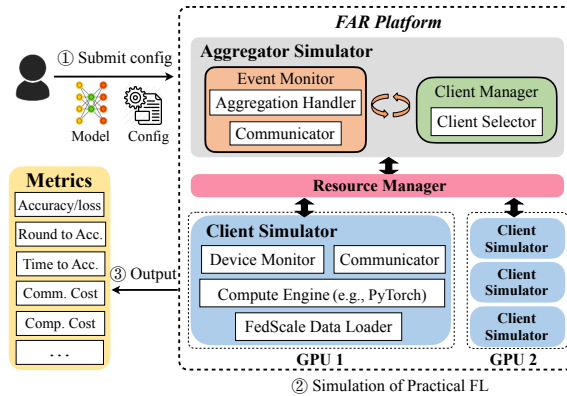 FAR Platform
① Submit config
Model
Config
Aggregator Simulator
Event Monitor
Aggregation Handler
Communicator
Client Manager
Client Selector
Resource Manager
Metrics
Accuracy/loss
Round to Acc.
Time to Acc.
Comm. Cost
Comp. Cost
...
③ Output
Client Simulator
Device Monitor
Communicator
Compute Engine (e.g., PyTorch)
FedScale Data Loader
GPU 1
Client
Simulator
Client
Simulator
Client
Simulator
GPU 2
② Simulation of Practical FL